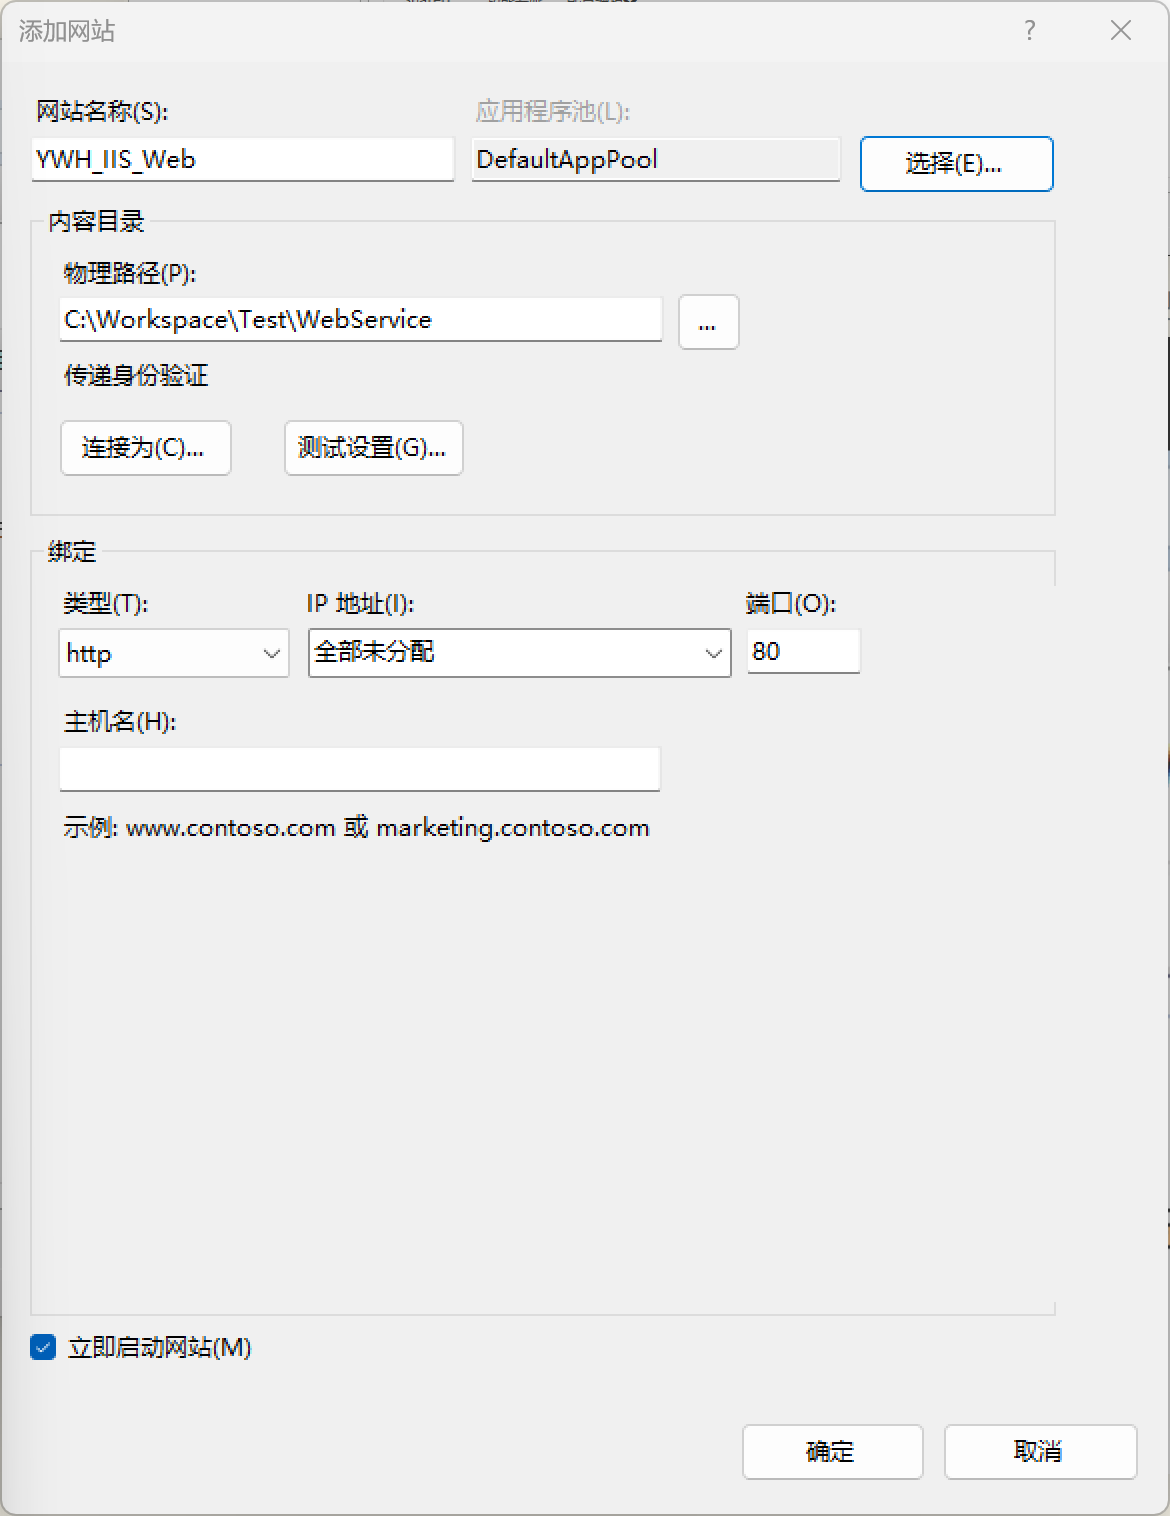 添加网站
网站名称(S):
应用程序池(L):
YWH_IIS_Web
DefaultAppPool
选择(E)...
内容目录
物理路径(P):
C:\Workspace\Test\WebService
...
传递身份验证
连接为(C)...
测试设置(G)...
绑定
类型(T):
IP 地址(I):
端口(O):
http
全部未分配
80
主机名(H):
示例: www.contoso.com 或 marketing.contoso.com
立即启动网站(M)
确定
取消